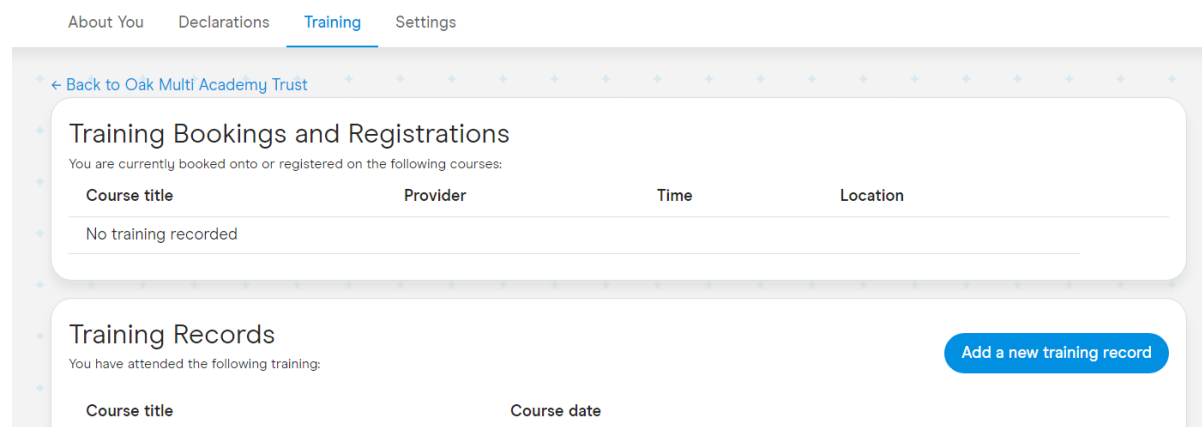 About You Declarations Training Settings
← Back to Oak Multi Academy Trust
Training Bookings and Registrations
You are currently booked onto or registered on the following courses:
Course title Provider Time Location
No training recorded
Training Records
Add a new training record
You have attended the following training:
Course title Course date